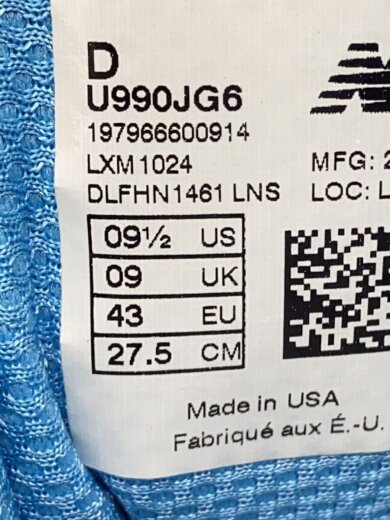 D
U990JG6
197966600914
LXM1024
MFG: 2
DLFHN1461 LNS
LOC: L
09½ US
09 UK
43 EU
27.5 CM
Made in USA
Fabriqué aux É.-U.